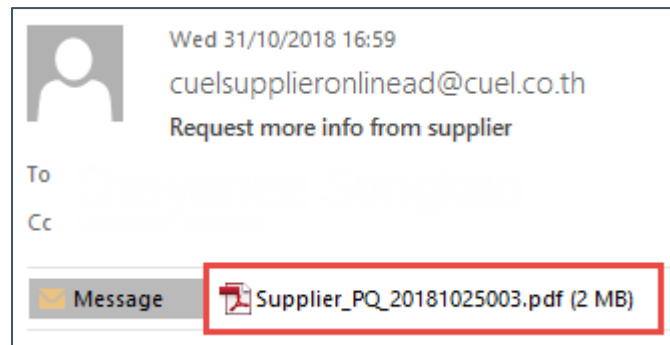 Wed 31/10/2018 16:59
cuelsupplieronlinead@cuel.co.th
Request more info from supplier
To
Cc
Message Supplier_PQ_20181025003.pdf (2 MB)